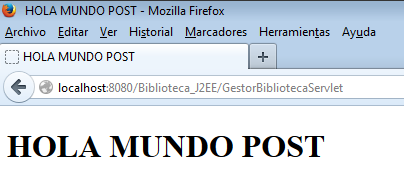 HOLA MUNDO POST - Mozilla Firefox
Archivo Editar Ver Historial Marcadores Herramientas Ayuda
HOLA MUNDO POST +
localhost:8080/Biblioteca_J2EE/GestorBibliotecaServlet
HOLA MUNDO POST